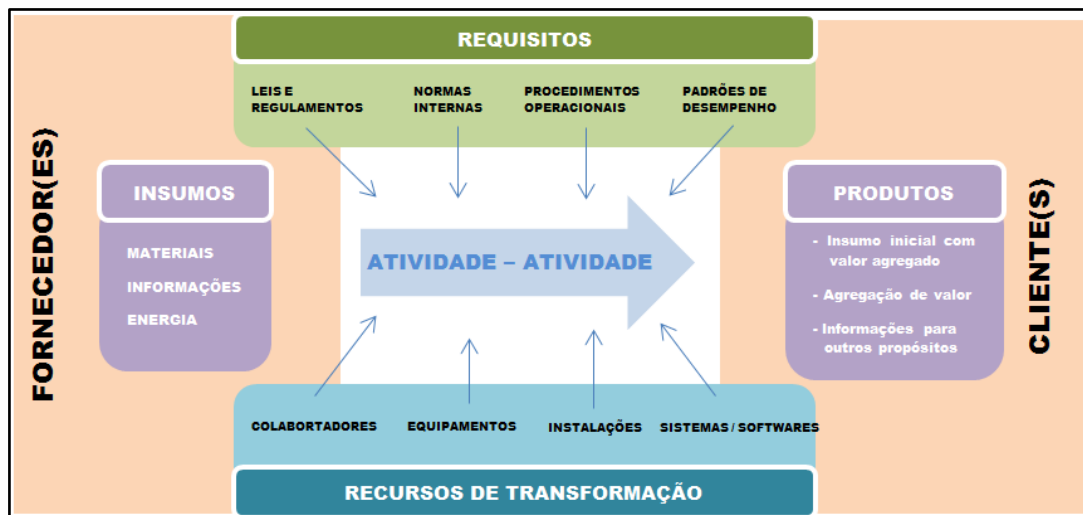 REQUISITOS
LEIS E
REGULAMENTOS
NORMAS
INTERNAS
PROCEDIMENTOS
OPERACIONAIS
PADRÕES DE
DESEMPENHO
FORNECEDOR(ES)
INSUMOS
MATERIAIS
INFORMAÇÕES
ENERGIA
ATIVIDADE – ATIVIDADE
PRODUTOS
- Insumo inicial com
valor agregado
- Agregação de valor
- Informações para
outros propósitos
CLIENTE(S)
COLABORTADORES
EQUIPAMENTOS
INSTALAÇÕES
SISTEMAS / SOFTWARES
RECURSOS DE TRANSFORMAÇÃO